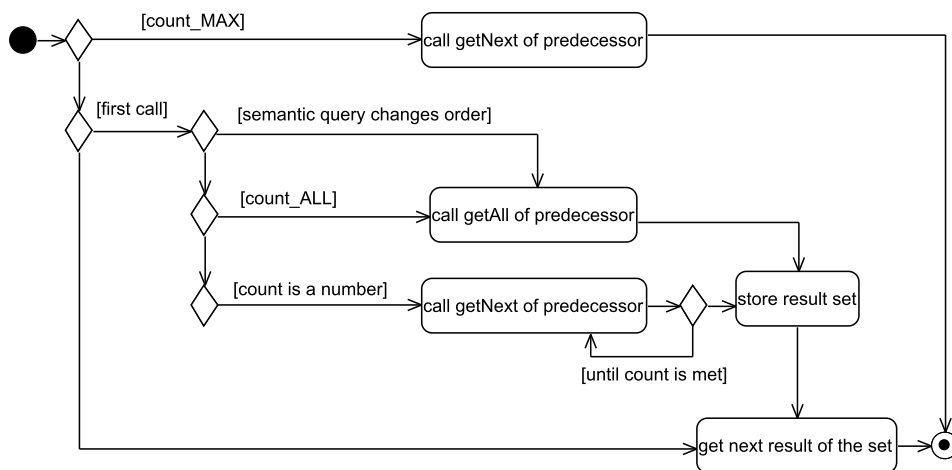 [count_MAX]
call getNext of predecessor
[first call]
[semantic query changes order]
[count_ALL]
call getAll of predecessor
[count is a number]
call getNext of predecessor
store result set
[until count is met]
get next result of the set